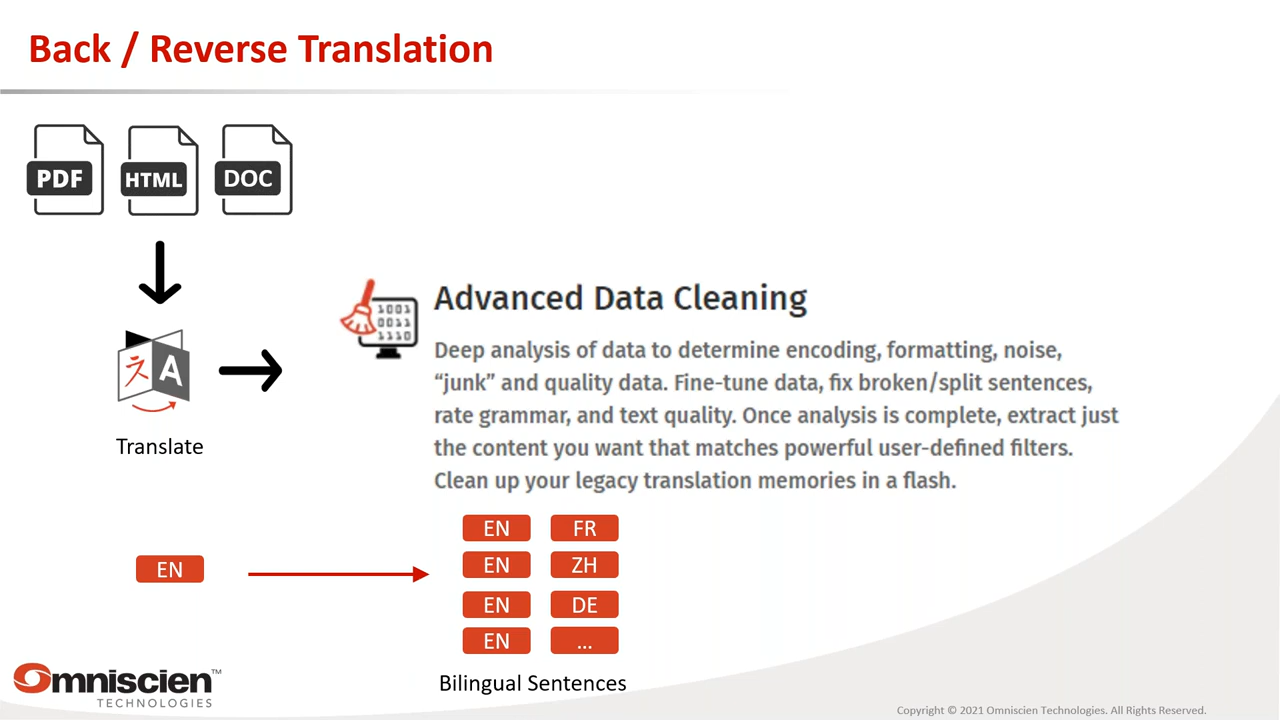 Back / Reverse Translation
PDF HTML DOC
文 A
Translate
1001
0011
1110
Advanced Data Cleaning
Deep analysis of data to determine encoding, formatting, noise,
“junk” and quality data. Fine-tune data, fix broken/split sentences,
rate grammar, and text quality. Once analysis is complete, extract just
the content you want that matches powerful user-defined filters.
Clean up your legacy translation memories in a flash.
EN
EN FR
EN ZH
EN DE
EN ...
Bilingual Sentences
Omniscien™
TECHNOLOGIES
Copyright © 2021 Omniscien Technologies. All Rights Reserved.